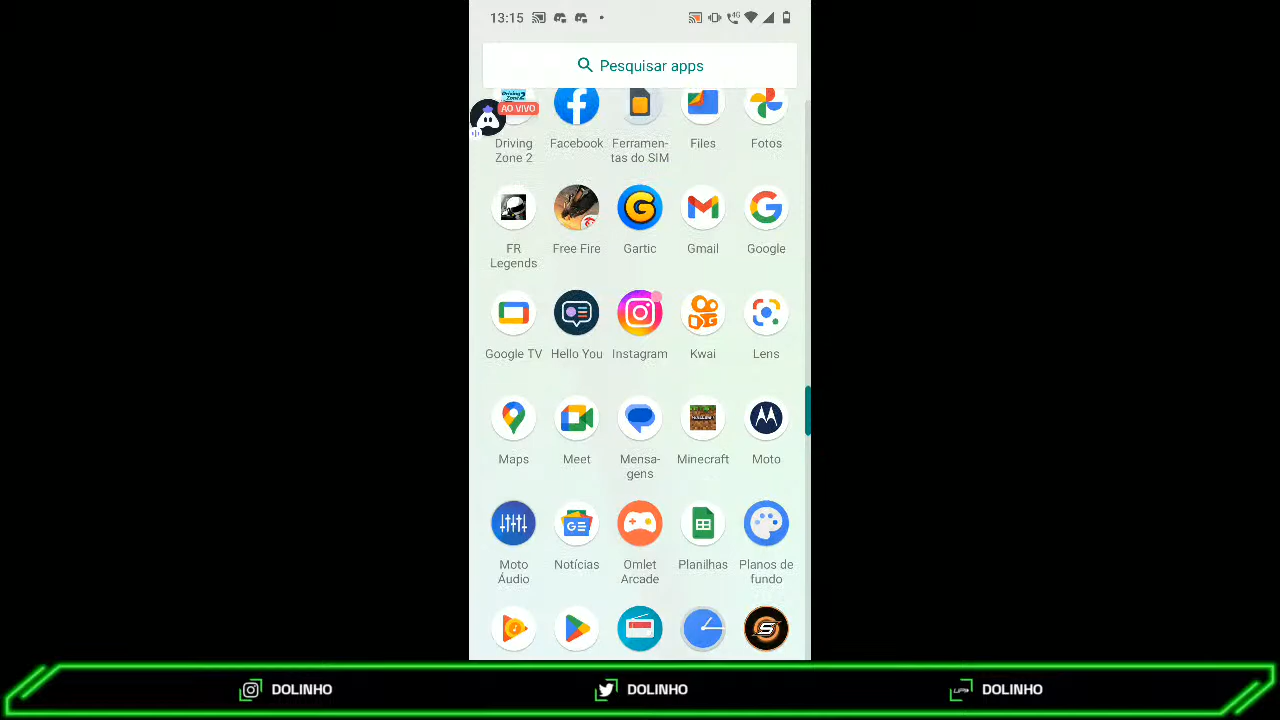 13:15
4G
Pesquisar apps
AO VIVO
Driving
Zone 2
Facebook
Ferramen-
tas do SIM
Files
Fotos
FR
Legends
Free Fire
Gartic
Gmail
Google
Google TV
Hello You
Instagram
Kwai
Lens
Maps
Meet
Mensa-
gens
Minecraft
Moto
Moto
Áudio
Notícias
Omlet
Arcade
Planilhas
Planos de
fundo
DOLINHO
DOLINHO
DOLINHO